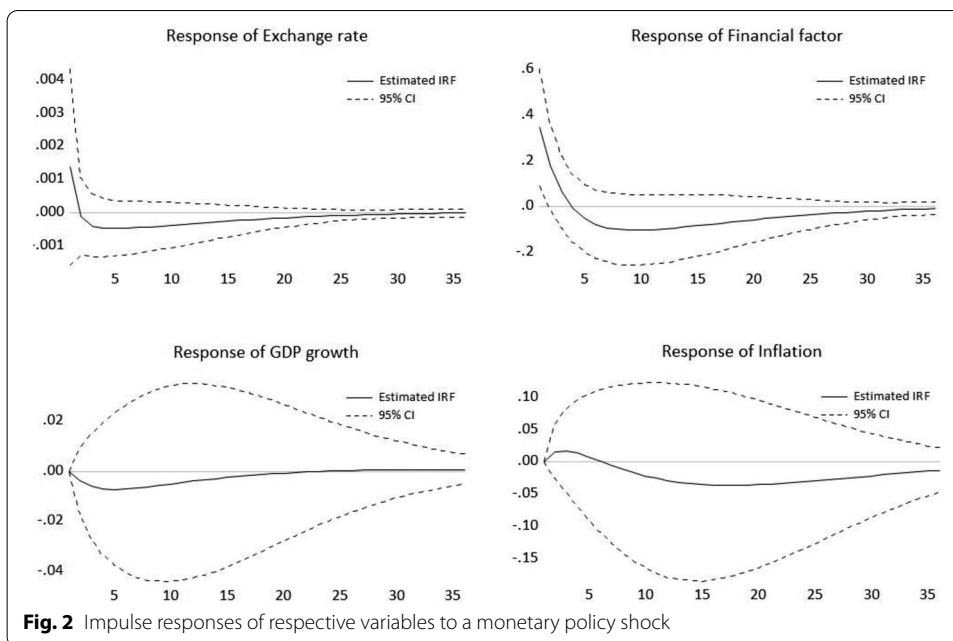 Response of Exchange rate
.004
.003
.002
.001
.000
-.001
Estimated IRF
95% CI
5 10 15 20 25 30 35
Response of Financial factor
.6
.4
.2
.0
-.2
Estimated IRF
95% CI
5 10 15 20 25 30 35
Response of GDP growth
.02
.00
-.02
-.04
Estimated IRF
95% CI
5 10 15 20 25 30 35
Response of Inflation
.10
.05
.00
-.05
-.10
-.15
Estimated IRF
95% CI
5 10 15 20 25 30 35
Fig. 2 Impulse responses of respective variables to a monetary policy shock